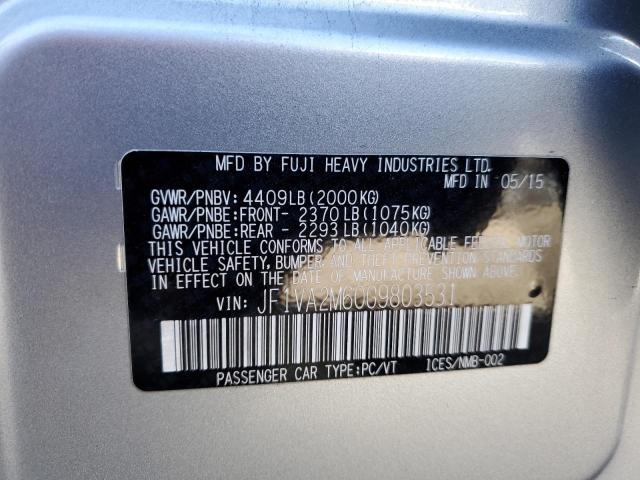 MFD BY FUJI HEAVY INDUSTRIES LTD.
MFD IN 05/15
GVWR/PNBV: 4409LB(2000KG)
GAWR/PNBE:FRONT- 2370LB(1075KG)
GAWR/PNBE:REAR - 2293LB(1040KG)
THIS VEHICLE CONFORMS TO ALL APPLICABLE FEDERAL MOTOR
VEHICLE SAFETY, BUMPER, AND THEFT PREVENTION STANDARDS
IN EFFECT ON THE DATE OF MANUFACTURE SHOWN ABOVE.
VIN: JF1VA2M60G9803531
PASSENGER CAR TYPE:PC/VT ICES/NMB-002